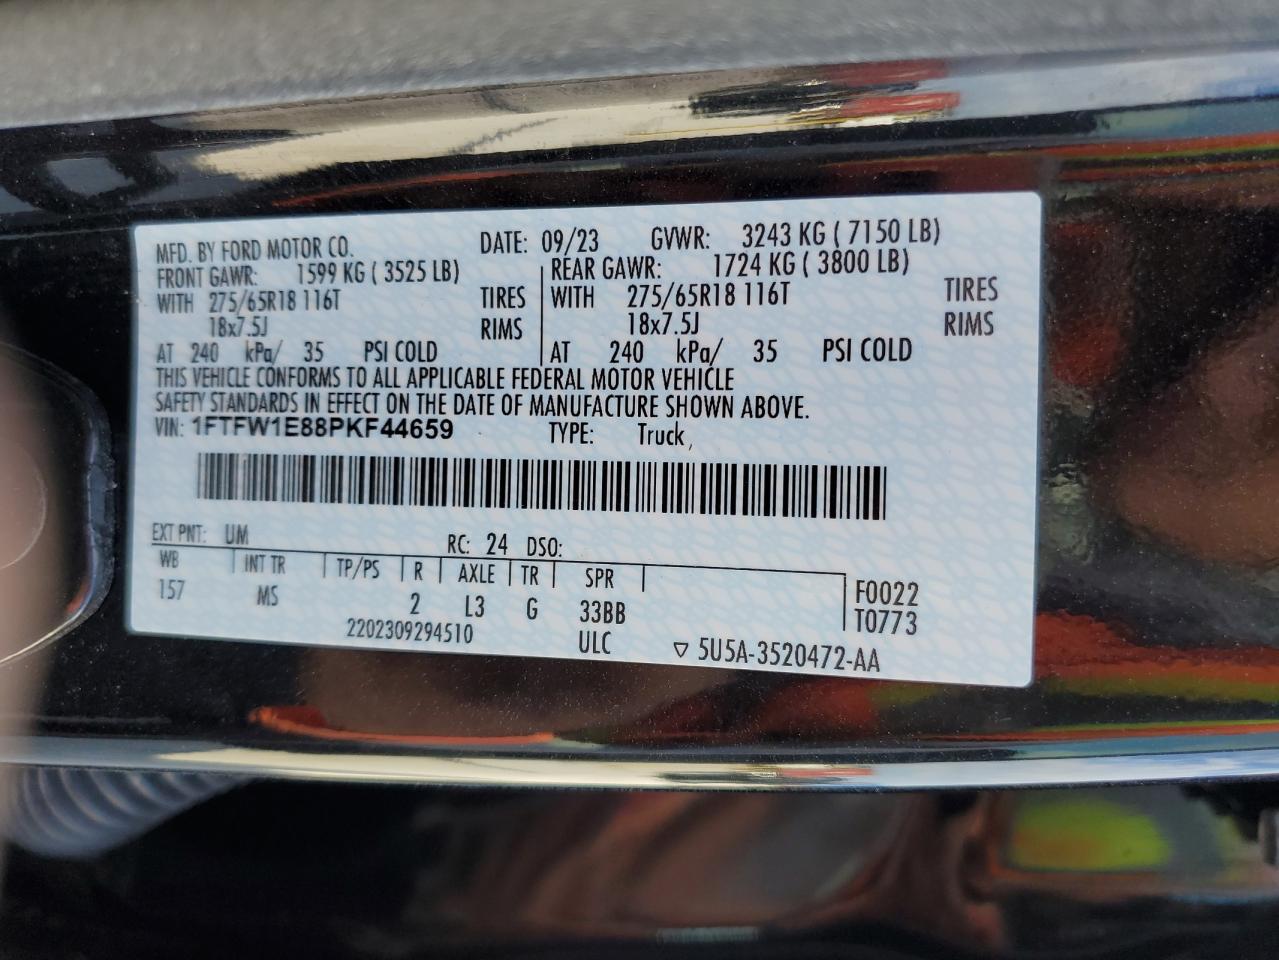 MFD. BY FORD MOTOR CO. DATE: 09/23 GVWR: 3243 KG ( 7150 LB)
FRONT GAWR: 1599 KG ( 3525 LB) REAR GAWR: 1724 KG ( 3800 LB)
WITH 275/65R18 116T TIRES WITH 275/65R18 116T TIRES
18x7.5J RIMS 18x7.5J RIMS
AT 240 kPa/ 35 PSI COLD AT 240 kPa/ 35 PSI COLD
THIS VEHICLE CONFORMS TO ALL APPLICABLE FEDERAL MOTOR VEHICLE
SAFETY STANDARDS IN EFFECT ON THE DATE OF MANUFACTURE SHOWN ABOVE.
VIN: 1FTFW1E88PKF44659 TYPE: Truck,
EXT PNT: UM RC: 24 DSO:
WB INT TR TP/PS R AXLE TR SPR F0022
157 MS 2 L3 G 33BB T0773
2202309294510 ULC ▽ 5U5A-3520472-AA